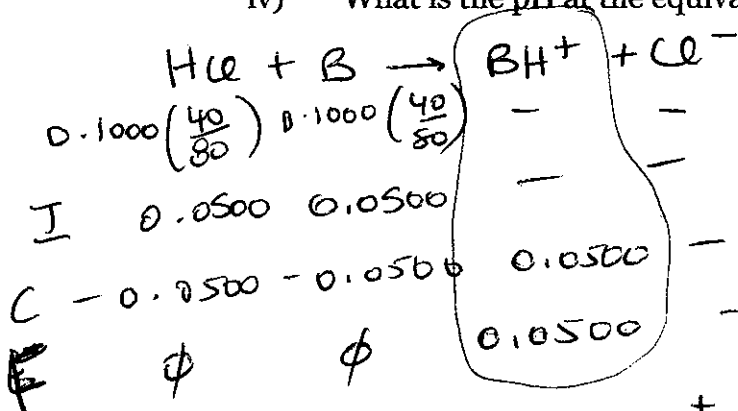 iv) What is the pH at the equiva
HCl + B → BH⁺ + Cl⁻
0.1000(40/80) 0.1000(40/80) – –
I 0.0500 0.0500 – –
C -0.0500 -0.0500 0.0500 –
E ϕ ϕ 0.0500 –
+